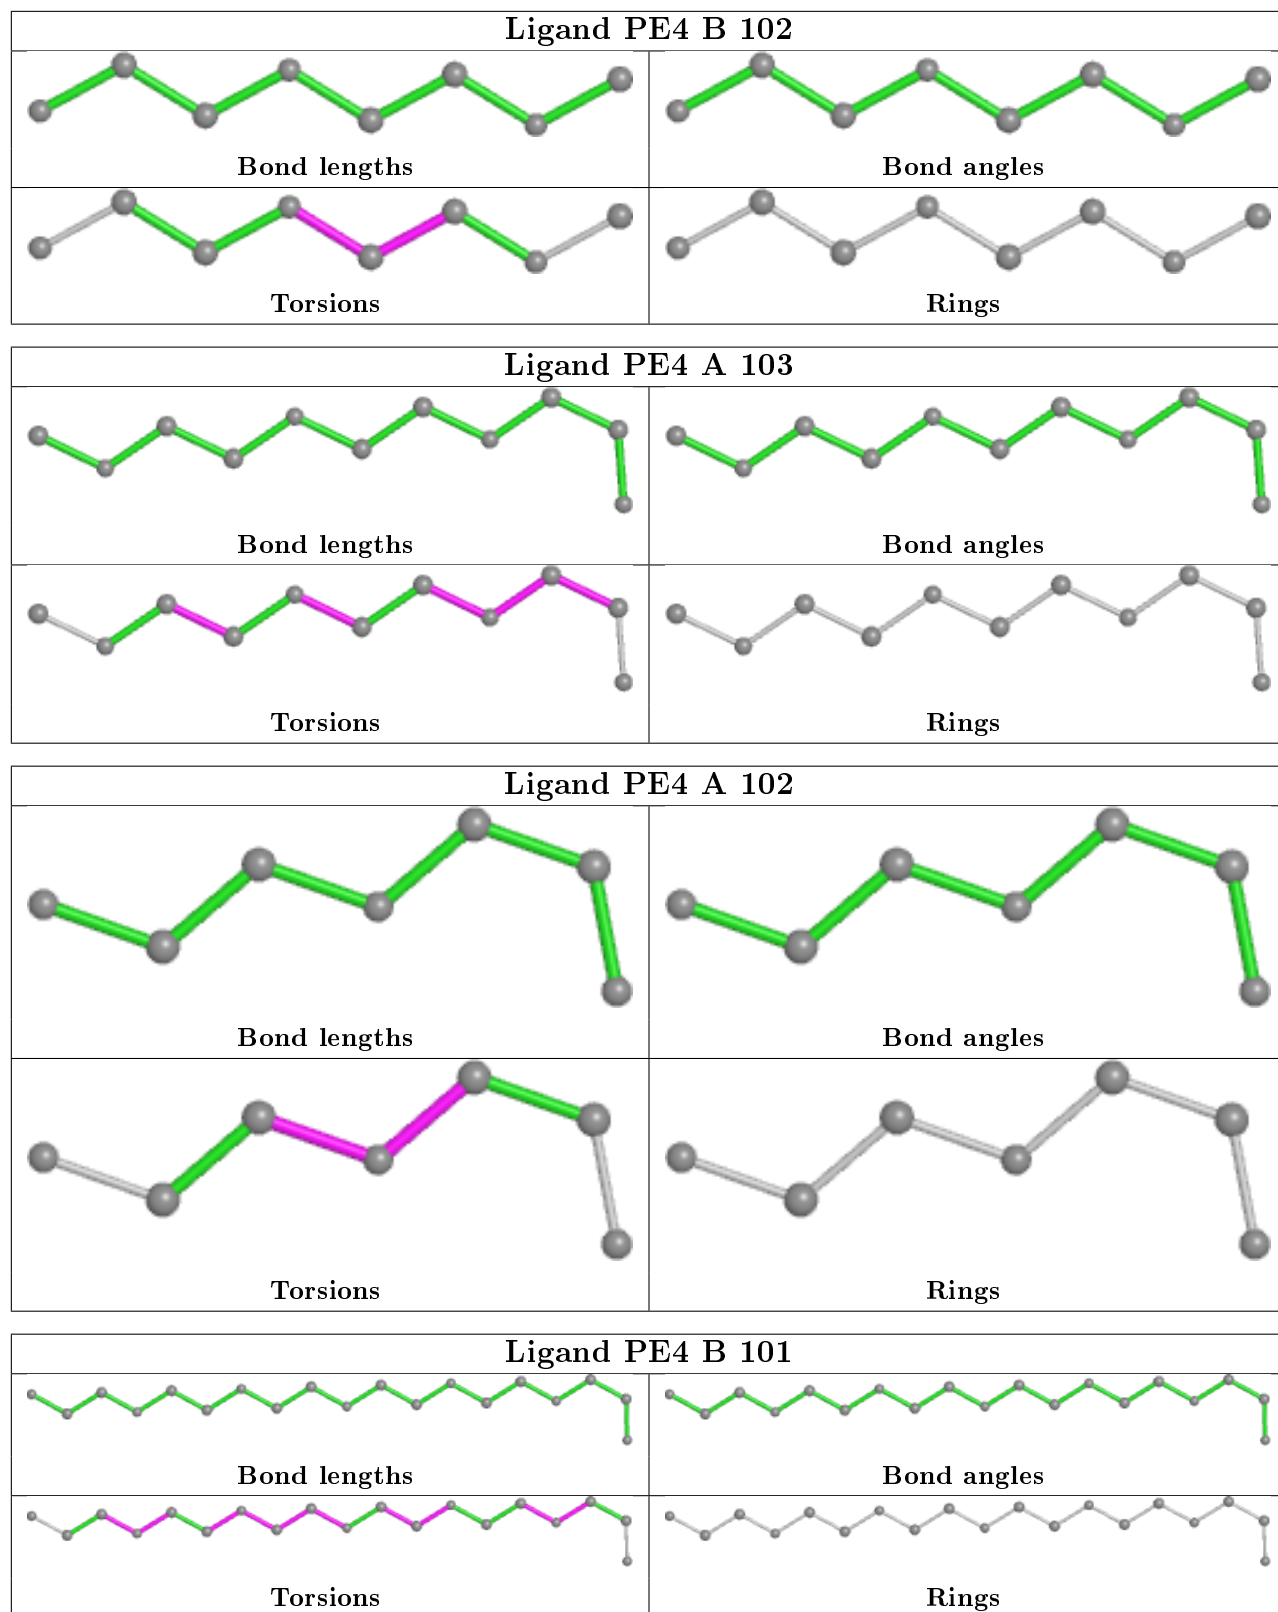 Ligand PE4 B 102
Bond lengths
Bond angles
Torsions
Rings
Ligand PE4 A 103
Bond lengths
Bond angles
Torsions
Rings
Ligand PE4 A 102
Bond lengths
Bond angles
Torsions
Rings
Ligand PE4 B 101
Bond lengths
Bond angles
Torsions
Rings